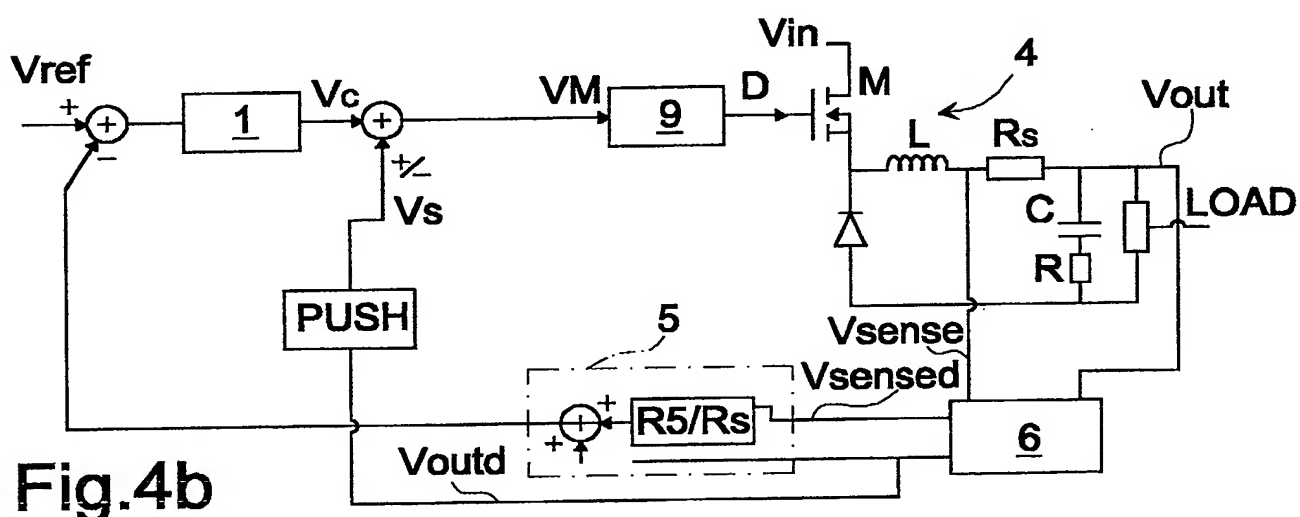 Vin
4
Vref
+
+
−
1
Vc
+
+/−
Vs
VM
9
D
M
L
Rs
Vout
C
R
LOAD
PUSH
5
Vsense
Vsensed
+
+
+
R5/Rs
6
Voutd
Fig.4b